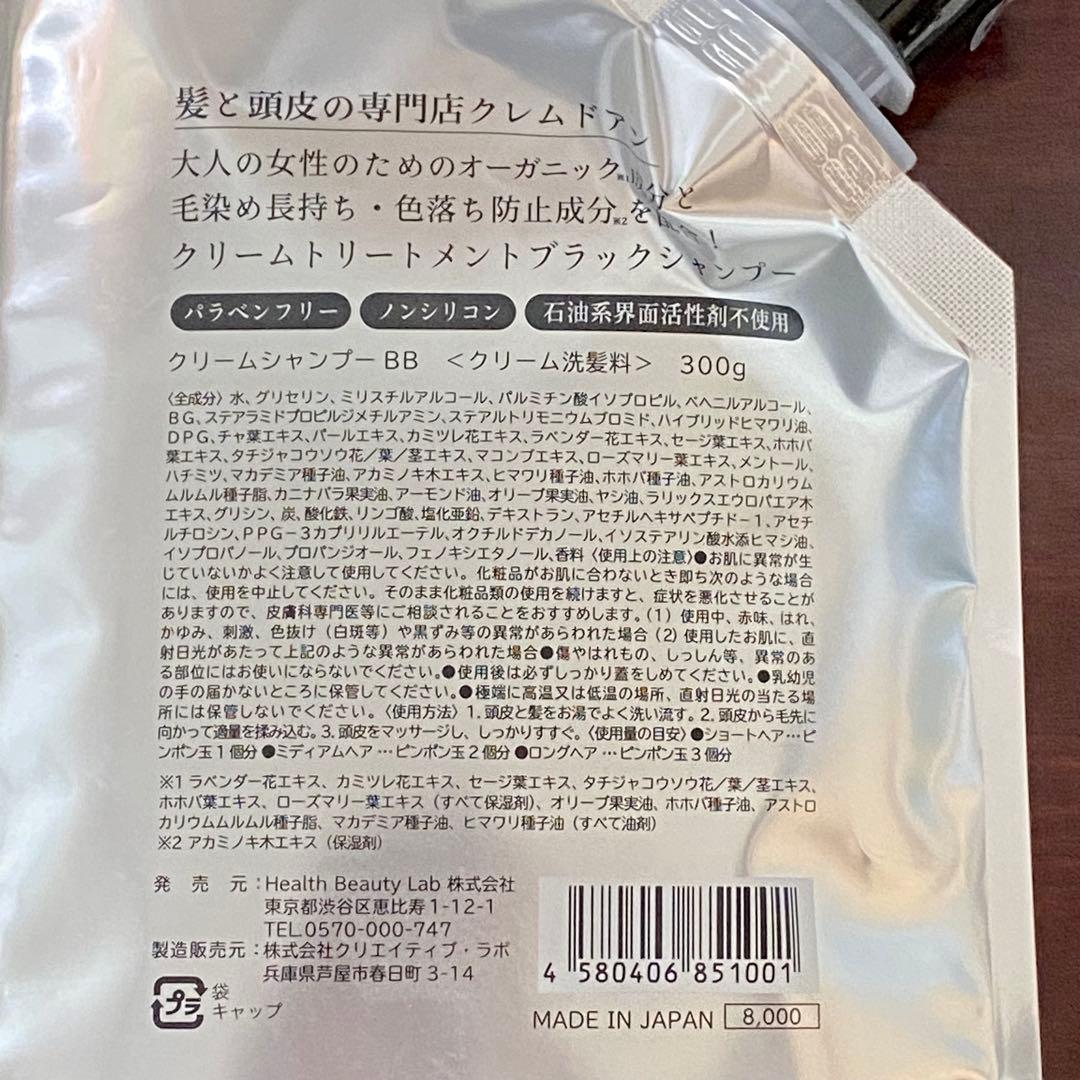 髪と頭皮の専門店クレムドアン
大人の女性のためのオーガニック※1成分と
毛染め長持ち・色落ち防止成分※2を配合!
クリームトリートメントブラックシャンプー
パラベンフリー ノンシリコン 石油系界面活性剤不使用
クリームシャンプーBB <クリーム洗髪料> 300g
〈全成分〉水、グリセリン、ミリスチルアルコール、パルミチン酸イソプロピル、ベヘニルアルコール、
BG、ステアラミドプロピルジメチルアミン、ステアルトリモニウムブロミド、ハイブリッドヒマワリ油、
DPG、チャ葉エキス、パールエキス、カミツレ花エキス、ラベンダー花エキス、セージ葉エキス、ホホバ
葉エキス、タチジャコウソウ花/葉/茎エキス、マコンブエキス、ローズマリー葉エキス、メントール、
ハチミツ、マカデミア種子油、アカミノキ木エキス、ヒマワリ種子油、ホホバ種子油、アストロカリウム
ムルムル種子脂、カニナバラ果実油、アーモンド油、オリーブ果実油、ヤシ油、ラリックスエウロパエア木
エキス、グリシン、炭、酸化鉄、リンゴ酸、塩化亜鉛、デキストラン、アセチルヘキサペプチド-1、アセ
チルチロシン、PPG-3カプリリルエーテル、オクチルドデカノール、イソステアリン酸水添ヒマシ油、
イソプロパノール、プロパンジオール、フェノキシエタノール、香料〈使用上の注意〉●お肌に異常が生
じていないかよく注意して使用してください。化粧品がお肌に合わないとき即ち次のような場合
には、使用を中止してください。そのまま化粧品類の使用を続けますと、症状を悪化させることが
ありますので、皮膚科専門医等にご相談されることをおすすめします。(1)使用中、赤味、はれ、
かゆみ、刺激、色抜け(白斑等)や黒ずみ等の異常があらわれた場合(2)使用したお肌に、直
射日光があたって上記のような異常があらわれた場合●傷やはれもの、しっしん等、異常のあ
る部位にはお使いにならないでください。●使用後は必ずしっかり蓋をしめてください。●乳幼児
の手の届かないところに保管してください。●極端に高温又は低温の場所、直射日光の当たる場
所には保管しないでください。〈使用方法〉1.頭皮と髪をお湯でよく洗い流す。2.頭皮から毛先に
向かって適量を揉み込む。3.頭皮をマッサージし、しっかりすすぐ。〈使用量の目安〉●ショートヘア…ピ
ンポン玉1個分 ●ミディアムヘア…ピンポン玉2個分 ●ロングヘア…ピンポン玉3個分
※1 ラベンダー花エキス、カミツレ花エキス、セージ葉エキス、タチジャコウソウ花/葉/茎エキス、
ホホバ葉エキス、ローズマリー葉エキス(すべて保湿剤)、オリーブ果実油、ホホバ種子油、アストロ
カリウムムルムル種子脂、マカデミア種子油、ヒマワリ種子油(すべて油剤)
※2 アカミノキ木エキス(保湿剤)
発売元:Health Beauty Lab 株式会社
東京都渋谷区恵比寿1-12-1
TEL.0570-000-747
製造販売元:株式会社クリエイティブ・ラボ
兵庫県芦屋市春日町3-14
プラ 袋
キャップ
4 580406 851001
MADE IN JAPAN 8,000